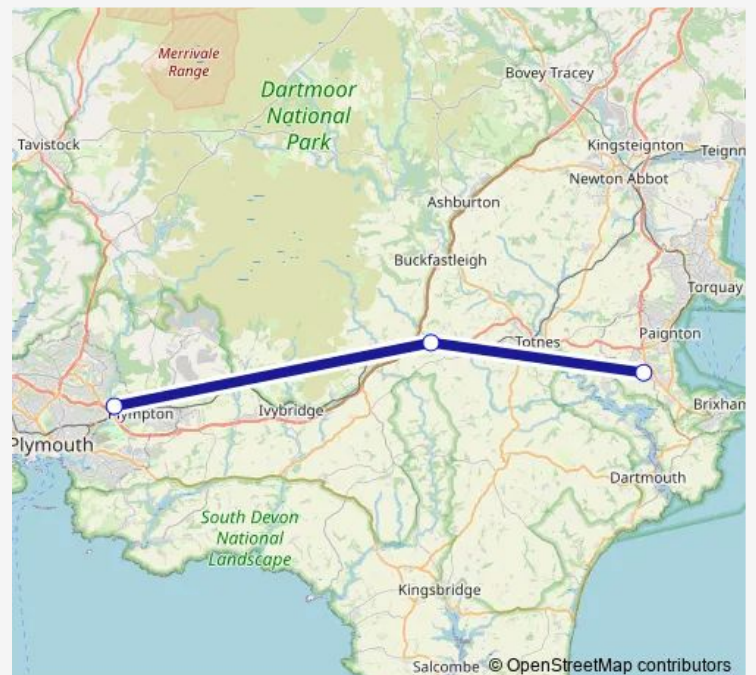 Merrivale
Range
Dartmoor
National
Park
Bovey Tracey
Tavistock
Kingsteignton
Teignm
Newton Abbot
Ashburton
Buckfastleigh
Torquay
Paignton
Totnes
Brixham
Plympton
Ivybridge
Plymouth
Dartmouth
South Devon
National
Landscape
Kingsbridge
Salcombe
© OpenStreetMap contributors